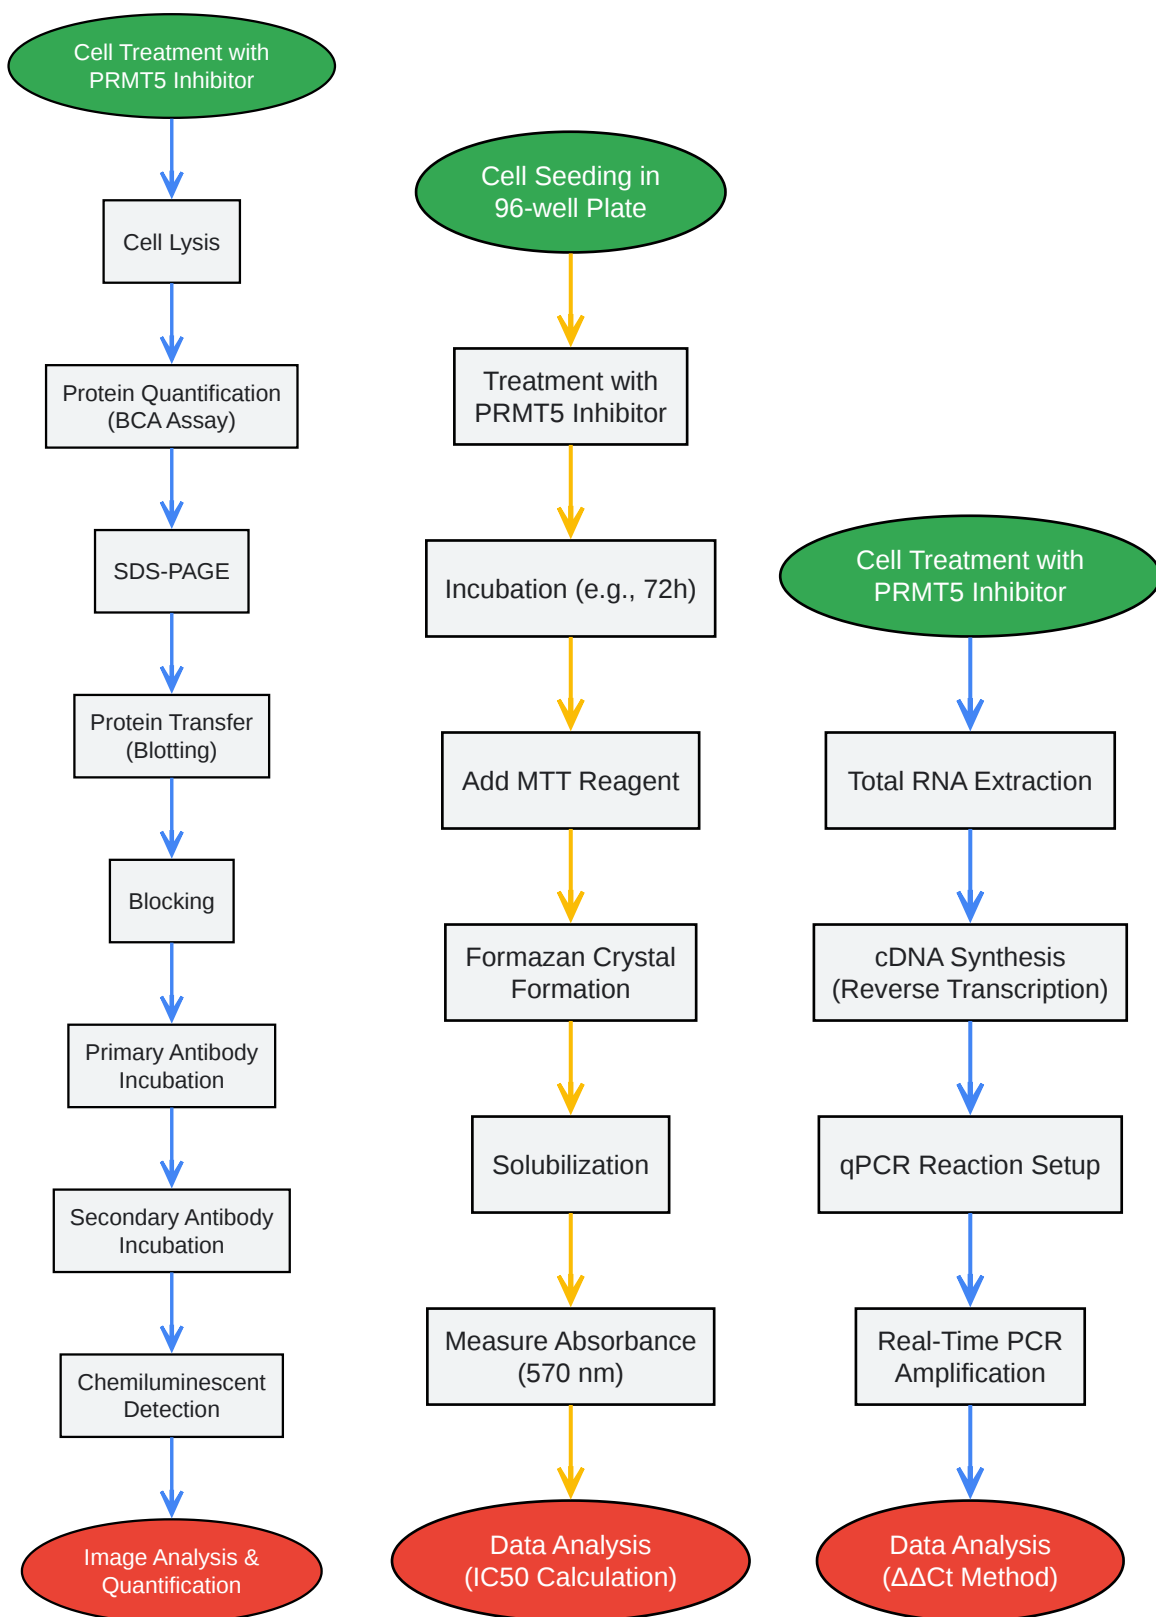 Cell Treatment with
PRMT5 Inhibitor
Cell Lysis
Protein Quantification
(BCA Assay)
SDS-PAGE
Protein Transfer
(Blotting)
Blocking
Primary Antibody
Incubation
Secondary Antibody
Incubation
Chemiluminescent
Detection
Image Analysis &
Quantification
Cell Seeding in
96-well Plate
Treatment with
PRMT5 Inhibitor
Incubation (e.g., 72h)
Add MTT Reagent
Formazan Crystal
Formation
Solubilization
Measure Absorbance
(570 nm)
Data Analysis
(IC50 Calculation)
Cell Treatment with
PRMT5 Inhibitor
Total RNA Extraction
cDNA Synthesis
(Reverse Transcription)
qPCR Reaction Setup
Real-Time PCR
Amplification
Data Analysis
(ΔΔCt Method)